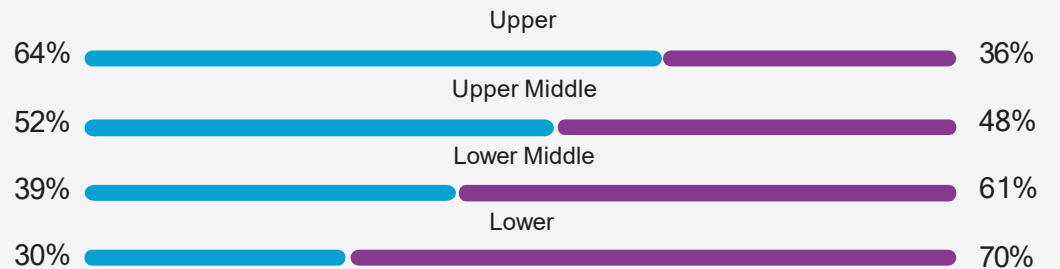 Upper
64% 36%
Upper Middle
52% 48%
Lower Middle
39% 61%
Lower
30% 70%